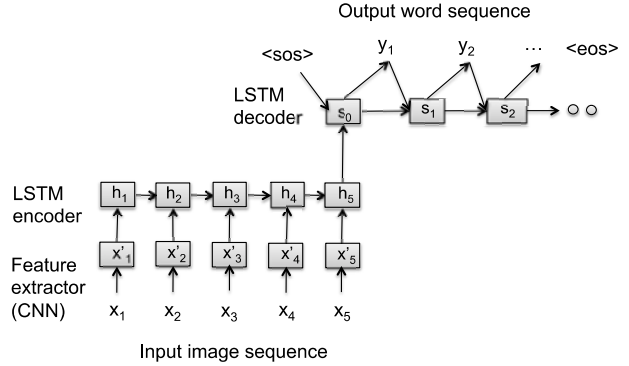 Output word sequence
<sos> y1 y2 … <eos>
LSTM
decoder
s0 s1 s2
LSTM
encoder
h1 h2 h3 h4 h5
Feature
extractor
(CNN)
x'1 x'2 x'3 x'4 x'5
x1 x2 x3 x4 x5
Input image sequence